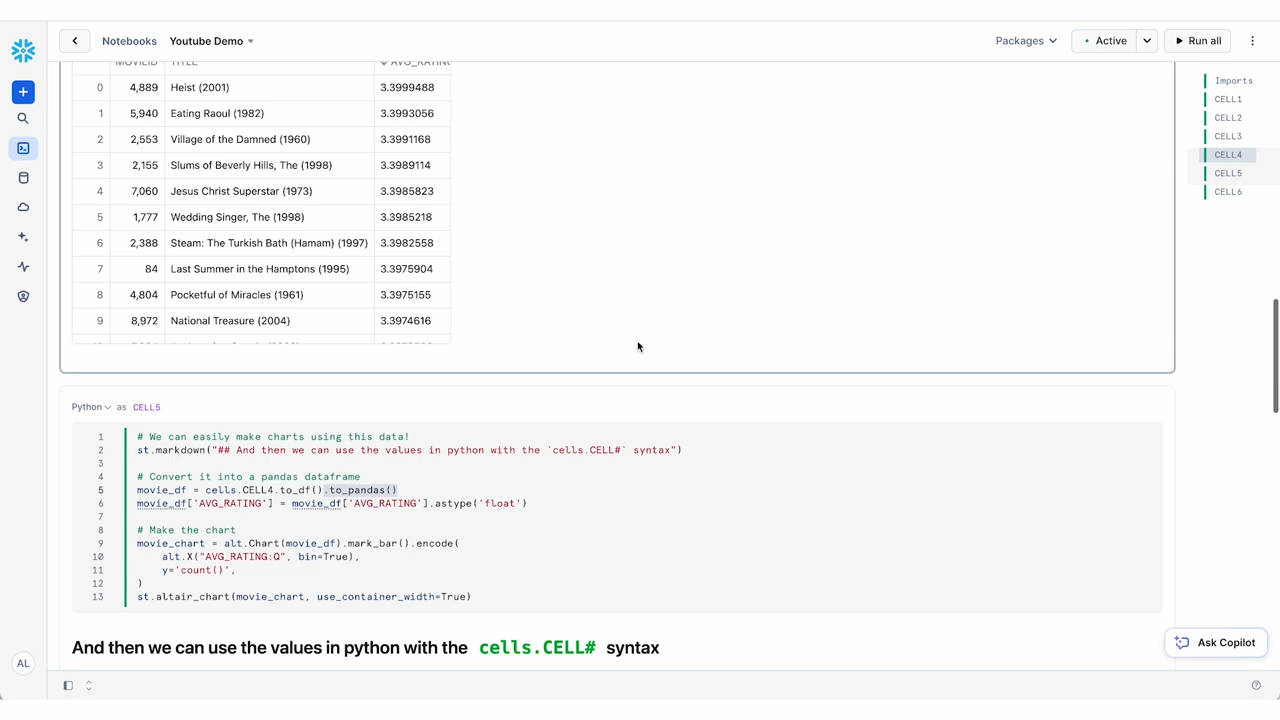 Notebooks Youtube Demo
Packages
Active
Run all
MOVIEID TITLE AVG_RATING
0 4,889 Heist (2001) 3.3999488
1 5,940 Eating Raoul (1982) 3.3993056
2 2,553 Village of the Damned (1960) 3.3991168
3 2,155 Slums of Beverly Hills, The (1998) 3.3989114
4 7,060 Jesus Christ Superstar (1973) 3.3985823
5 1,777 Wedding Singer, The (1998) 3.3985218
6 2,388 Steam: The Turkish Bath (Hamam) (1997) 3.3982558
7 84 Last Summer in the Hamptons (1995) 3.3975904
8 4,804 Pocketful of Miracles (1961) 3.3975155
9 8,972 National Treasure (2004) 3.3974616
Imports
CELL1
CELL2
CELL3
CELL4
CELL5
CELL6
Python as CELL5
1 # We can easily make charts using this data!
2 st.markdown("## And then we can use the values in python with the `cells.CELL#` syntax")
3
4 # Convert it into a pandas dataframe
5 movie_df = cells.CELL4.to_df().to_pandas()
6 movie_df['AVG_RATING'] = movie_df['AVG_RATING'].astype('float')
7
8 # Make the chart
9 movie_chart = alt.Chart(movie_df).mark_bar().encode(
10 alt.X("AVG_RATING:Q", bin=True),
11 y='count()',
12 )
13 st.altair_chart(movie_chart, use_container_width=True)
And then we can use the values in python with the cells.CELL# syntax
Ask Copilot
AL